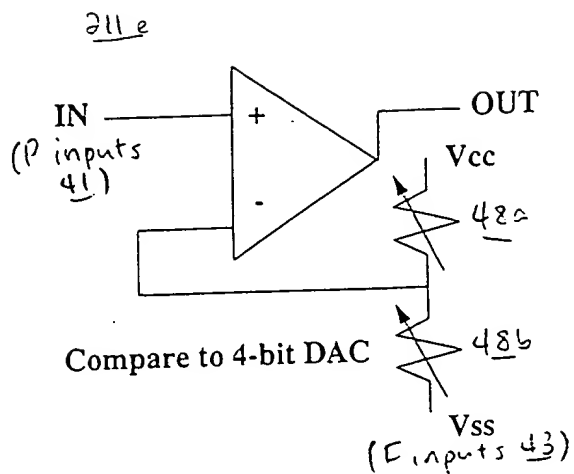 211e
IN
OUT
(P inputs
41)
+
Vcc
-
48a
Compare to 4-bit DAC
48b
Vss
(F inputs 43)